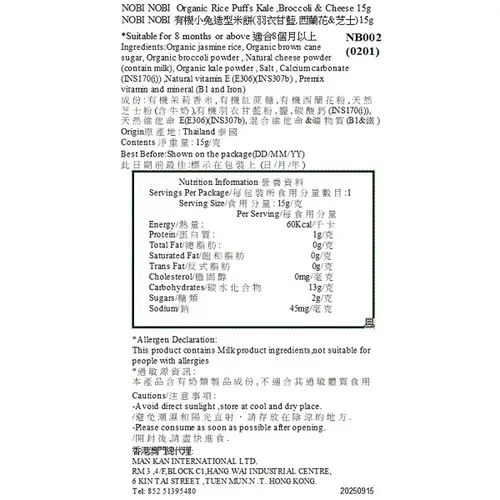 NOBI NOBI Organic Rice Puffs Kale ,Broccoli & Cheese 15g
NOBI NOBI 有機小兔造型米餅(羽衣甘藍,西蘭花&芝士)15g
*Suitable for 8 months or above 適合8個月以上
NB002
(0201)
Ingredients:Organic jasmine rice, Organic brown cane
sugar, Organic broccoli powder , Natural cheese powder
(contain milk), Organic kale powder , Salt , Calcium carbonate
(INS170(i)) ,Natural vitamin E (E306)(INS307b) , Premix
vitamin and mineral (B1 and Iron)
成份:有機茉莉香米,有機紅蔗糖,有機西蘭花粉,天然
芝士粉(含牛奶),有機羽衣甘藍粉,鹽,碳酸鈣(INS170(i)),
天然維他命 E(E306)(INS307b),混合維他命&礦物質(B1&鐵)
Origin原產地: Thailand 泰國
Contents 淨重量: 15g/克
Best Before:Shown on the package(DD/MM/YY)
此日期前最佳:標示在包裝上 (日/月/年)
Nutrition Information 營養資料
Servings Per Package/每包裝所食用分量數目:1
Serving Size/食用分量:15g/克
Per Serving/每食用分量
Energy/熱量: 60Kcal/千卡
Protein/蛋白質: 1g/克
Total Fat/總脂肪: 0g/克
Saturated Fat/飽和脂肪 0g/克
Trans Fat/反式脂肪 0g/克
Cholesterol/膽固醇 0mg/毫克
Carbohydrates/碳水化合物 13g/克
Sugars/糖類 2g/克
Sodium/鈉 45mg/毫克
*Allergen Declaration:
This product contains Milk product ingredients,not suitable for
people with allergies
*過敏源資訊:
本產品含有奶類製品成份,不適合其過敏體質食用
Cautions/注意事項:
-Avoid direct sunlight ,store at cool and dry place.
/避免潮濕和陽光直射,請存放在陰涼的地方.
-Please consume as soon as possible after opening.
/開封後,請盡快進食.
香港澳門總代理:
MAN KAN INTERNATIONAL LTD.
RM 3 ,4/F,BLOCK C1,HANG WAI INDUSTRIAL CENTRE,
6 KIN TAI STREET ,TUEN MUN.N .T. HONG KONG.
Tel: 852 51395480
20250915